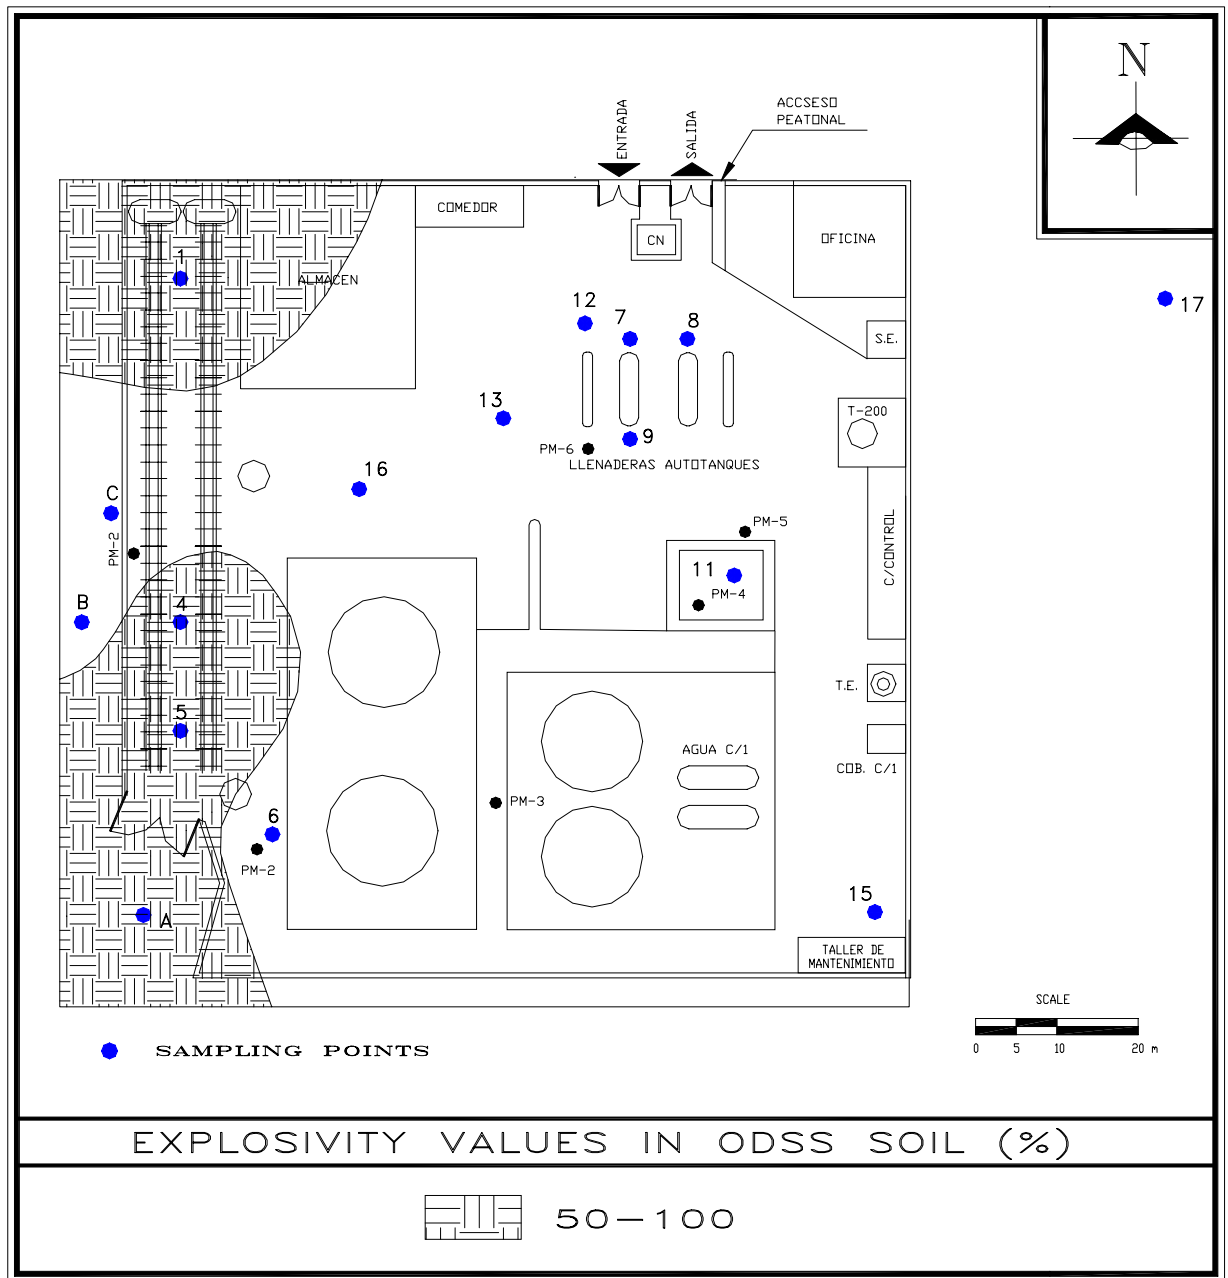 N
ACCSESO
PEATONAL
ENTRADA
SALIDA
COMEDOR
CN
OFICINA
1
ALMACEN
12
7
8
17
S.E.
13
9
T-200
PM-6
LLENADERAS AUTOTANQUES
16
C
PM-2
PM-5
C/CONTROL
11
PM-4
B
4
T.E.
5
AGUA C/1
COB. C/1
PM-3
6
PM-2
15
A
TALLER DE
MANTENIMIENTO
SCALE
0 5 10 20 m
SAMPLING POINTS
EXPLOSIVITY VALUES IN ODSS SOIL (%)
50-100